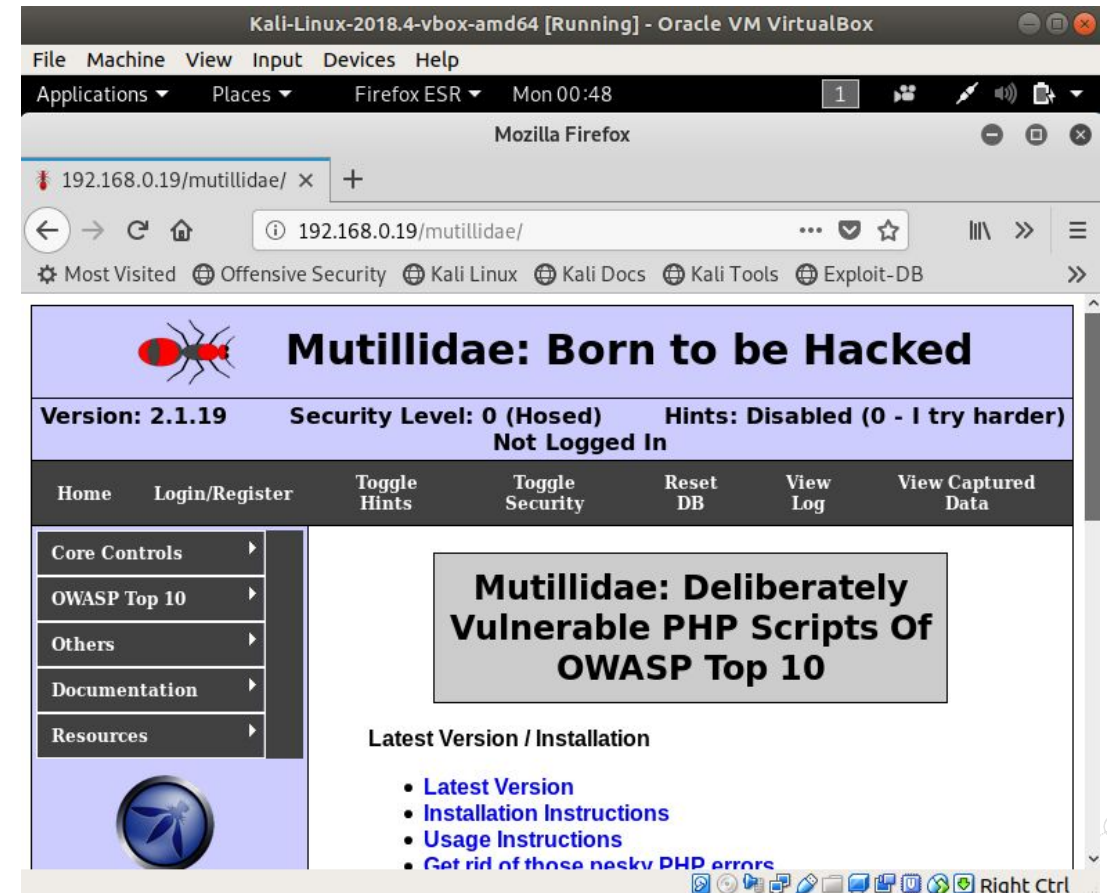 Kali-Linux-2018.4-vbox-amd64 [Running] - Oracle VM VirtualBox
File Machine View Input Devices Help
Applications Places Firefox ESR Mon 00:48 1
Mozilla Firefox
192.168.0.19/mutillidae/
192.168.0.19/mutillidae/
Most Visited Offensive Security Kali Linux Kali Docs Kali Tools Exploit-DB
Mutillidae: Born to be Hacked
Version: 2.1.19 Security Level: 0 (Hosed) Hints: Disabled (0 - I try harder)
Not Logged In
Home Login/Register Toggle Hints Toggle Security Reset DB View Log View Captured Data
Core Controls
OWASP Top 10
Others
Documentation
Resources
Mutillidae: Deliberately
Vulnerable PHP Scripts Of
OWASP Top 10
Latest Version / Installation
Latest Version
Installation Instructions
Usage Instructions
Get rid of those pesky PHP errors
Right Ctrl